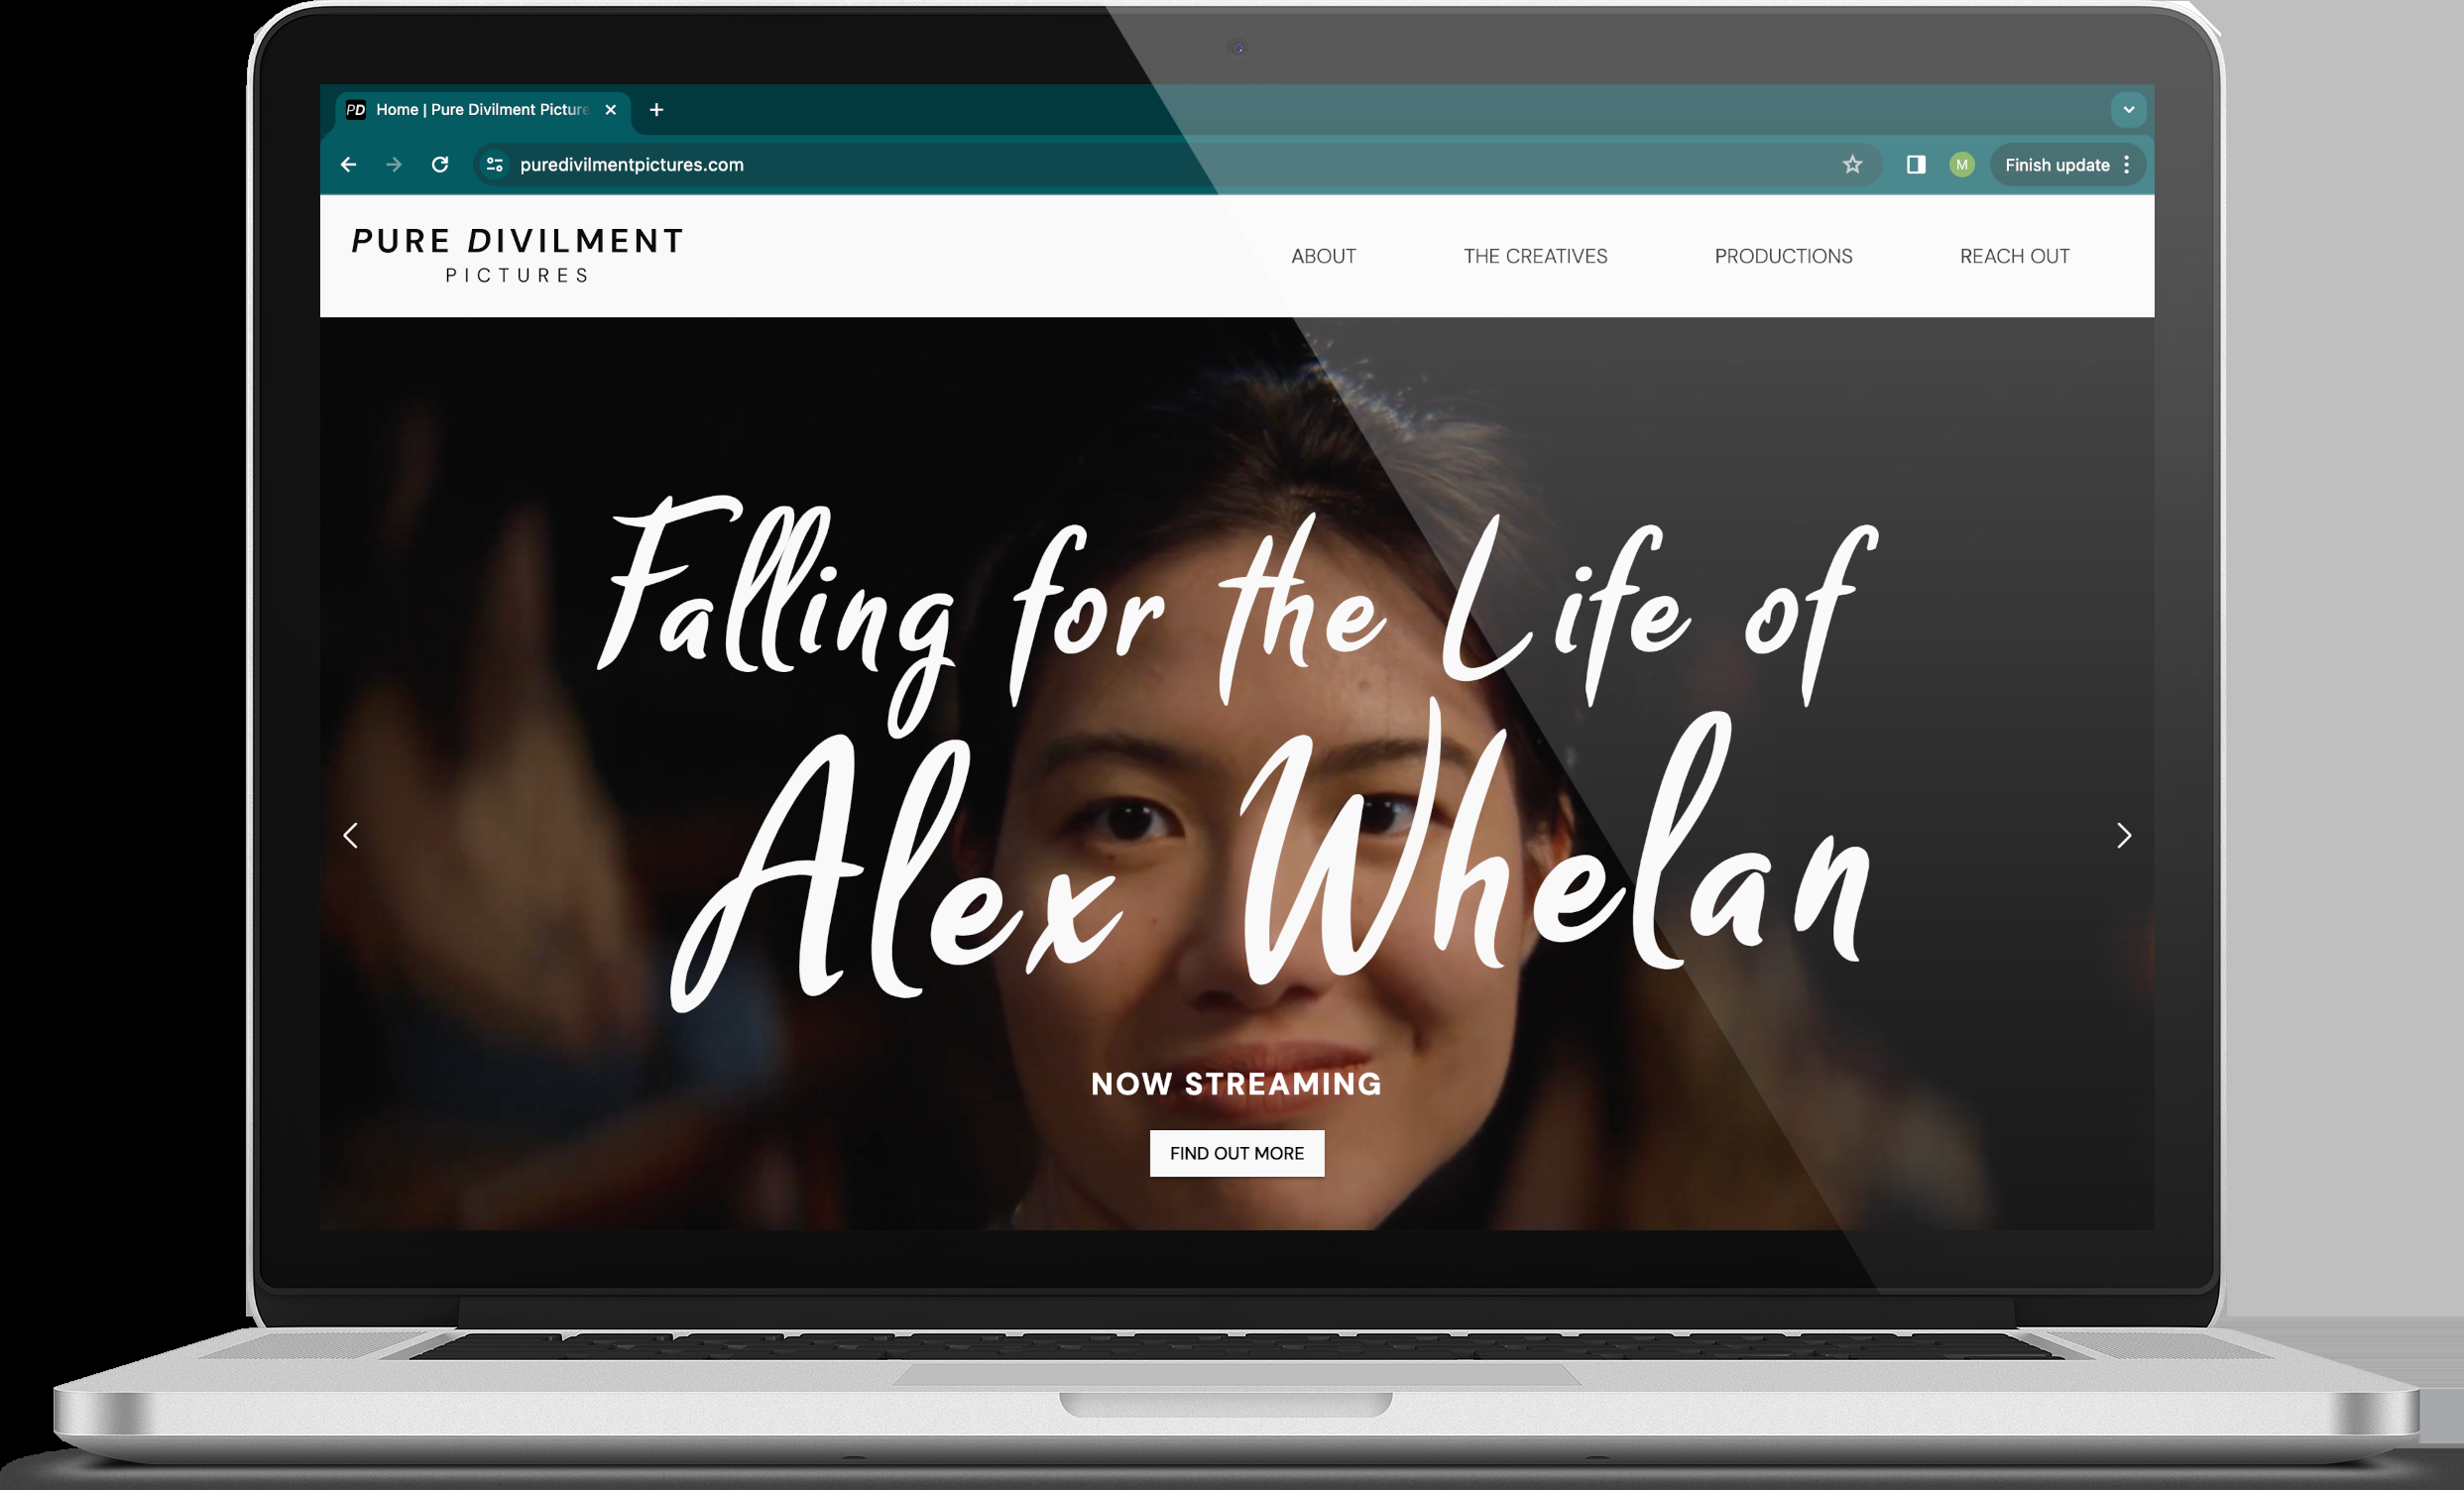 PD Home | Pure Divilment Picture
puredivilmentpictures.com
M
Finish update
PURE DIVILMENT
PICTURES
ABOUT
THE CREATIVES
PRODUCTIONS
REACH OUT
Falling for the Life of
Alex Whelan
NOW STREAMING
FIND OUT MORE